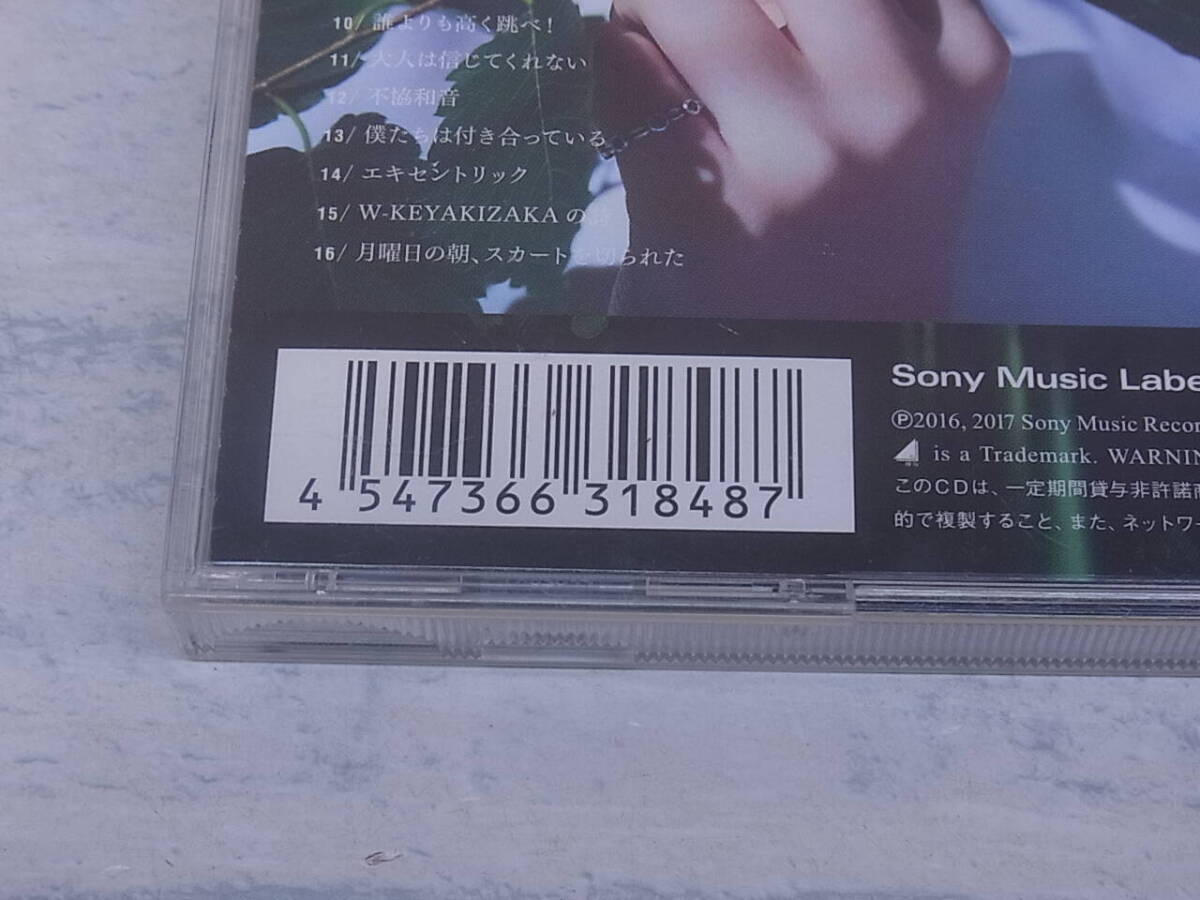 10/ 誰よりも高く跳べ!
11/ 大人は信じてくれない
12/ 不協和音
13/ 僕たちは付き合っている
14/ エキセントリック
15/ W-KEYAKIZAKAの
16/ 月曜日の朝、スカートを切られた
4 547366 318487
Sony Music Labe
℗2016, 2017 Sony Music Recor
is a Trademark. WARNIN
このCDは、一定期間貸与非許諾商
的で複製すること、また、ネットワー